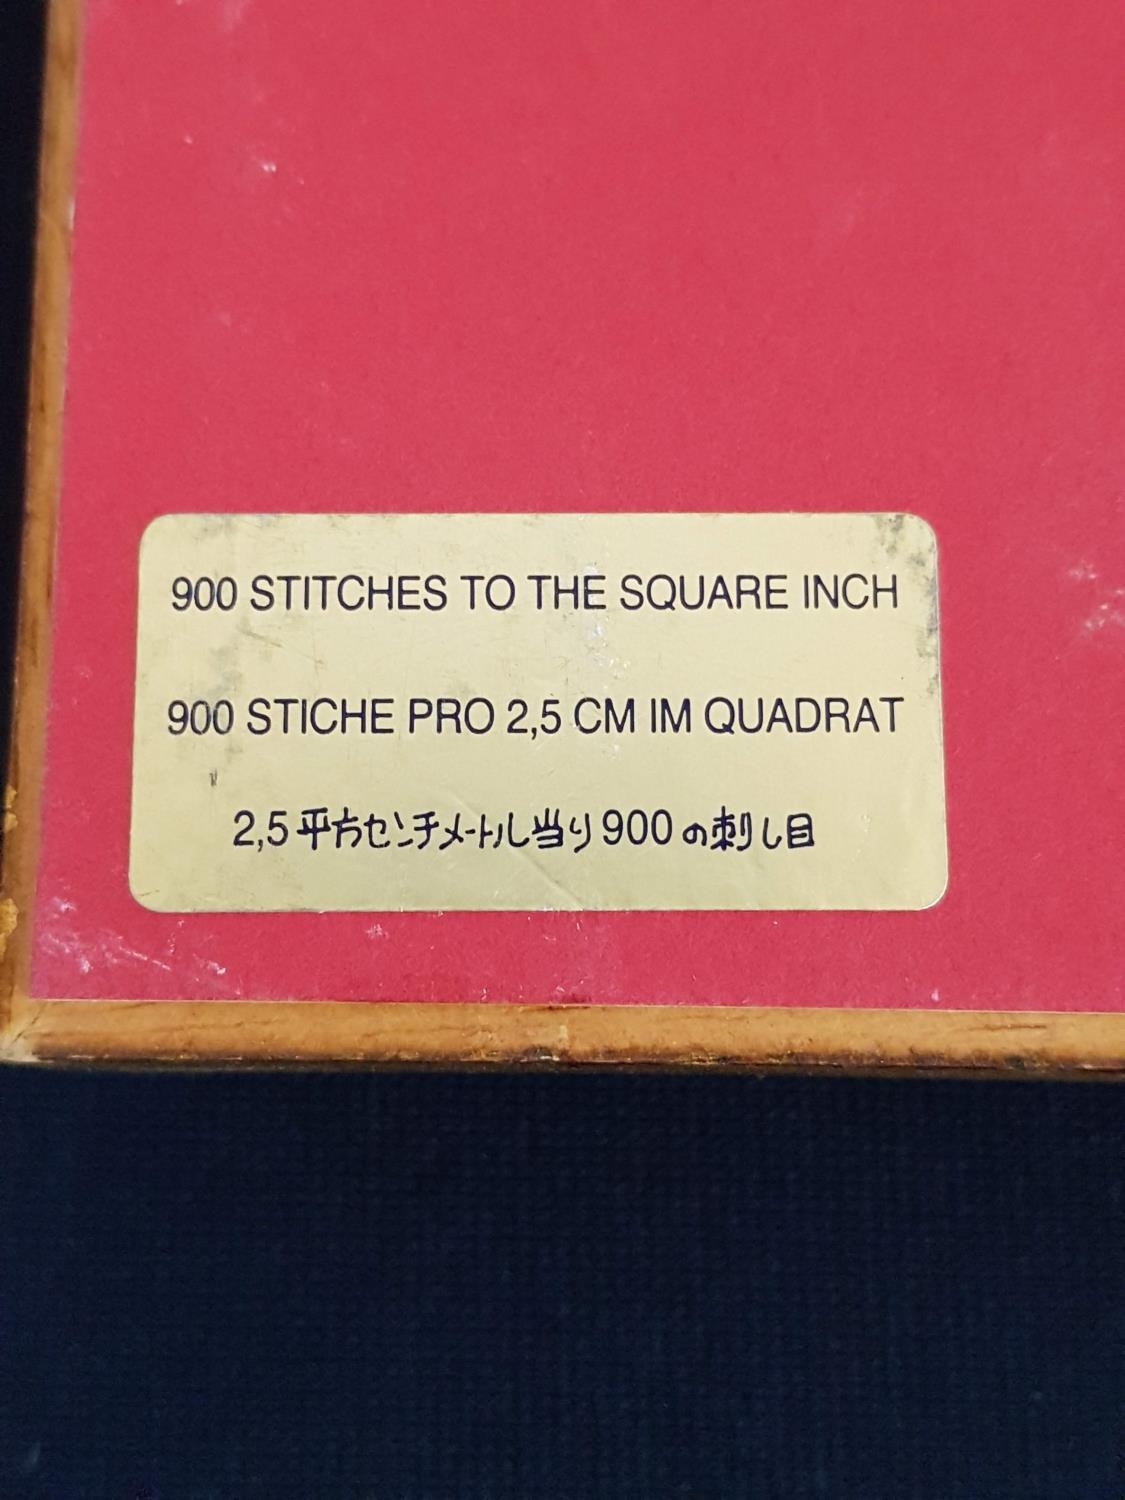 900 STITCHES TO THE SQUARE INCH
900 STICHE PRO 2,5 CM IM QUADRAT
2,5平方センチメートル当り900の刺し目